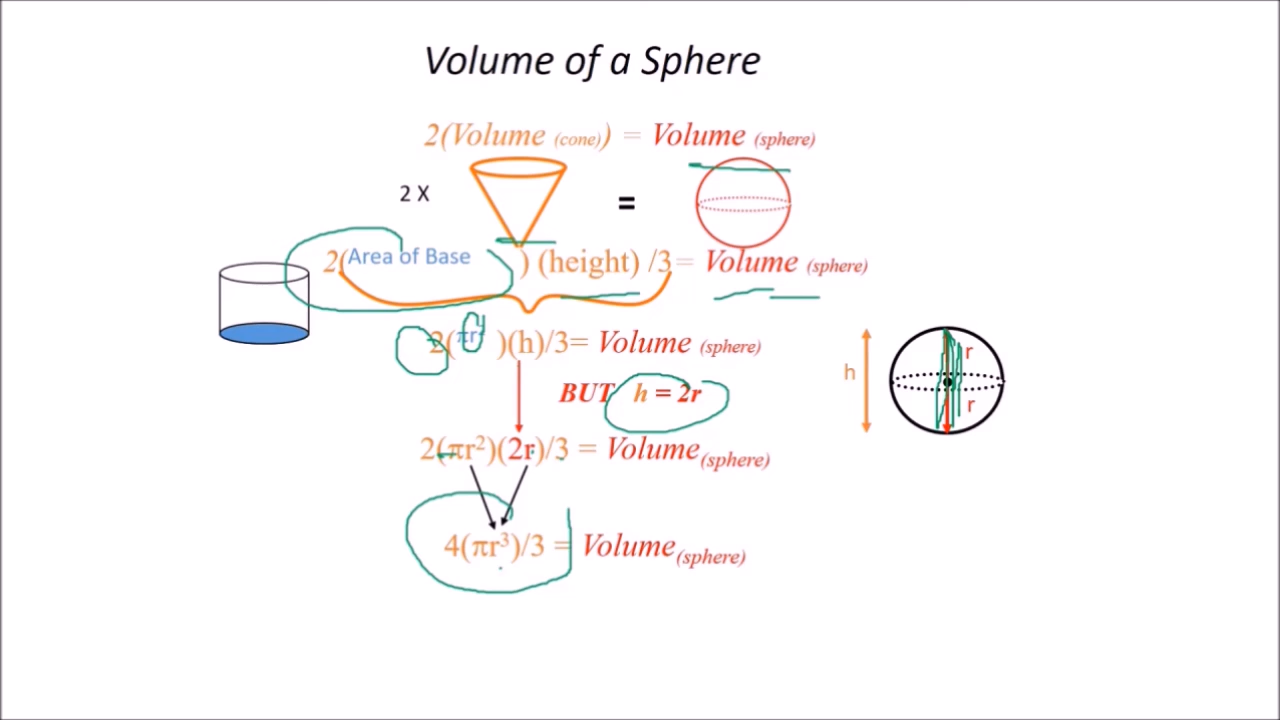 Volume of a Sphere
2(Volume (cone)) = Volume (sphere)
2 X =
2(Area of Base ) (height) /3= Volume (sphere)
2(πr² )(h)/3= Volume (sphere)
h r
BUT h = 2r
r
2(πr²)(2r)/3 = Volume(sphere)
4(πr³)/3 = Volume(sphere)